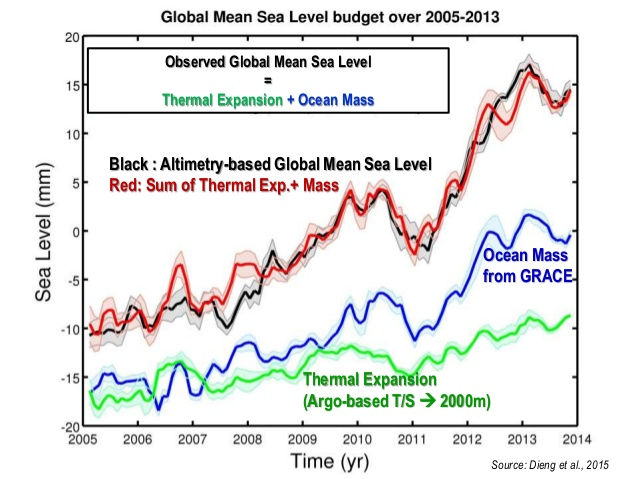 Global Mean Sea Level budget over 2005-2013
Observed Global Mean Sea Level
=
Thermal Expansion + Ocean Mass
Black : Altimetry-based Global Mean Sea Level
Red: Sum of Thermal Exp.+ Mass
Ocean Mass
from GRACE
Thermal Expansion
(Argo-based T/S → 2000m)
Sea Level (mm)
20
15
10
5
0
-5
-10
-15
-20
2005 2006 2007 2008 2009 2010 2011 2012 2013 2014
Time (yr)
Source: Dieng et al., 2015